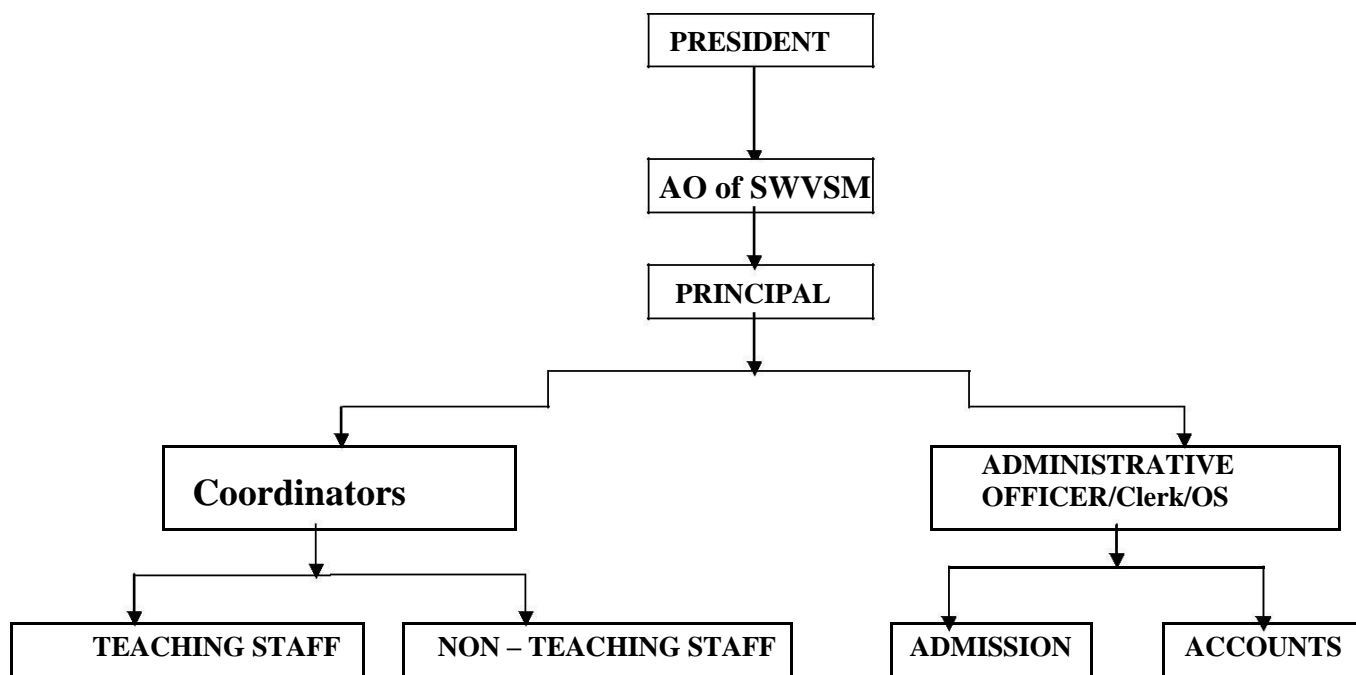 PRESIDENT
AO of SWVSM
PRINCIPAL
Coordinators
ADMINISTRATIVE
OFFICER/Clerk/OS
TEACHING STAFF
NON – TEACHING STAFF
ADMISSION
ACCOUNTS